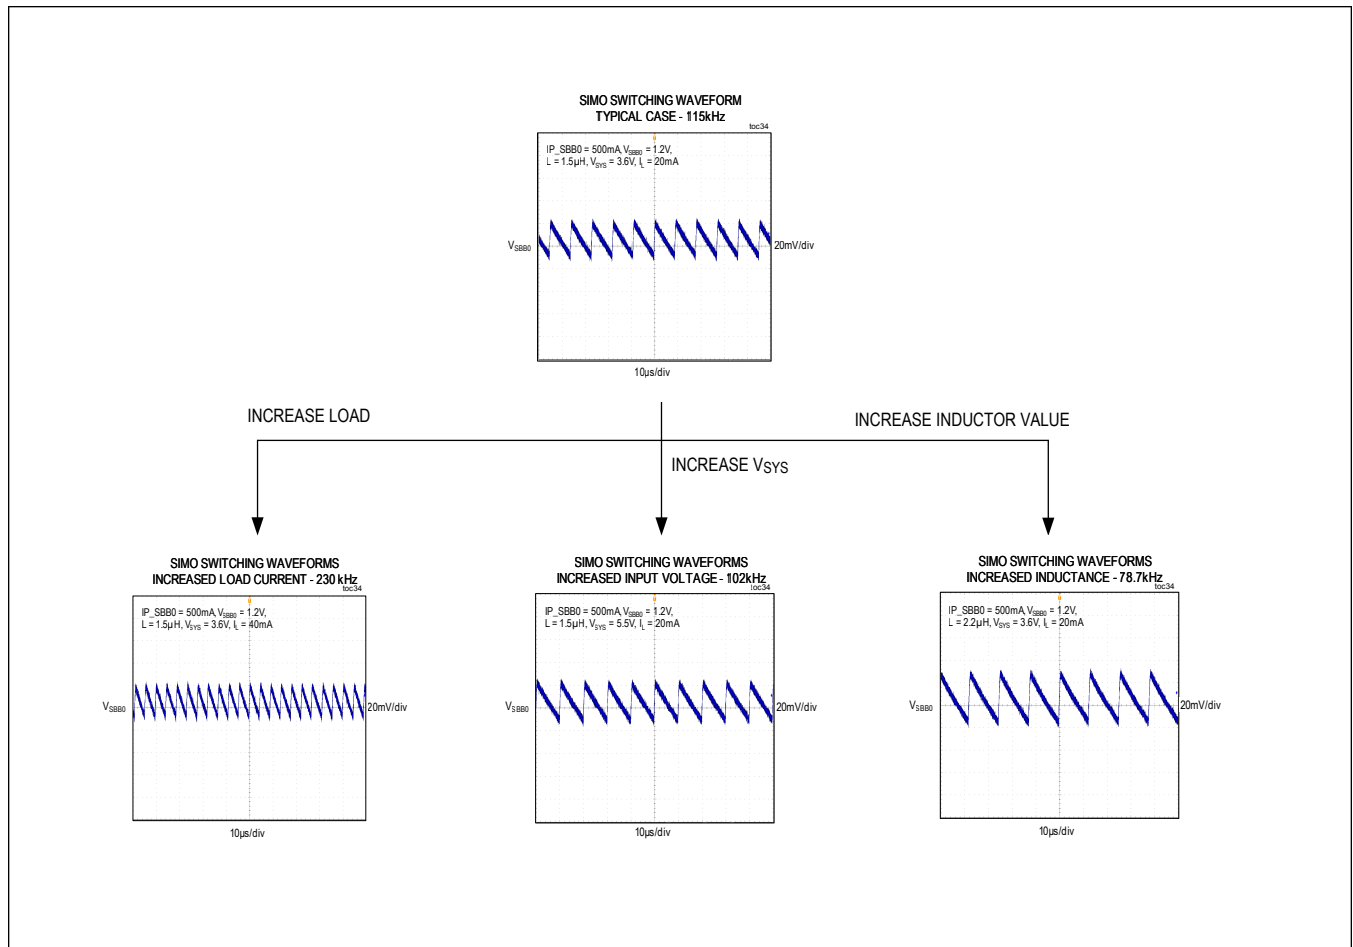 SIMO SWITCHING WAVEFORM
TYPICAL CASE - 115kHz
toc34
IP_SBB0 = 500mA, VSBB0 = 1.2V,
L = 1.5µH, VSYS = 3.6V, IL = 20mA
VSBB0
20mV/div
10µs/div
INCREASE LOAD
INCREASE VSYS
INCREASE INDUCTOR VALUE
SIMO SWITCHING WAVEFORMS
INCREASED LOAD CURRENT - 230 kHz
toc34
IP_SBB0 = 500mA, VSBB0 = 1.2V,
L = 1.5µH, VSYS = 3.6V, IL = 40mA
VSBB0
20mV/div
10µs/div
SIMO SWITCHING WAVEFORMS
INCREASED INPUT VOLTAGE - 102kHz
toc34
IP_SBB0 = 500mA, VSBB0 = 1.2V,
L = 1.5µH, VSYS = 5.5V, IL = 20mA
VSBB0
20mV/div
10µs/div
SIMO SWITCHING WAVEFORMS
INCREASED INDUCTANCE - 78.7kHz
toc34
IP_SBB0 = 500mA, VSBB0 = 1.2V,
L = 2.2µH, VSYS = 3.6V, IL = 20mA
VSBB0
20mV/div
10µs/div